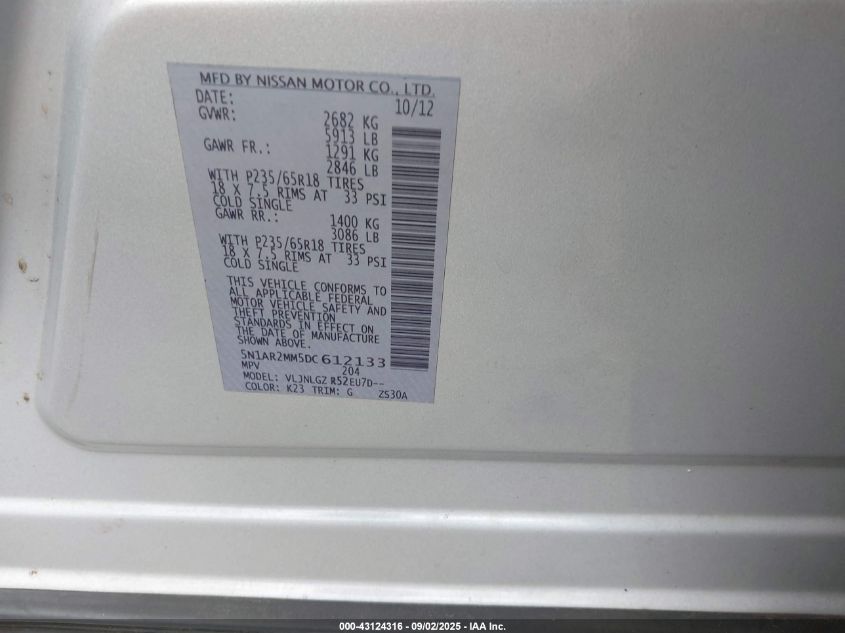 MFD BY NISSAN MOTOR CO., LTD.
DATE: 10/12
GVWR: 2682 KG
5913 LB
GAWR FR.: 1291 KG
2846 LB
WITH P235/65R18 TIRES
18 X 7.5 RIMS AT 33 PSI
COLD SINGLE
GAWR RR.: 1400 KG
3086 LB
WITH P235/65R18 TIRES
18 X 7.5 RIMS AT 33 PSI
COLD SINGLE
THIS VEHICLE CONFORMS TO
ALL APPLICABLE FEDERAL
MOTOR VEHICLE SAFETY AND
THEFT PREVENTION
STANDARDS IN EFFECT ON
THE DATE OF MANUFACTURE
SHOWN ABOVE.
5N1AR2MM5DC612133
MPV 204
MODEL: VLJNLGZ R52EU7D--
COLOR: K23 TRIM: G ZS30A
000-43124316 - 09/02/2025 - IAA Inc.